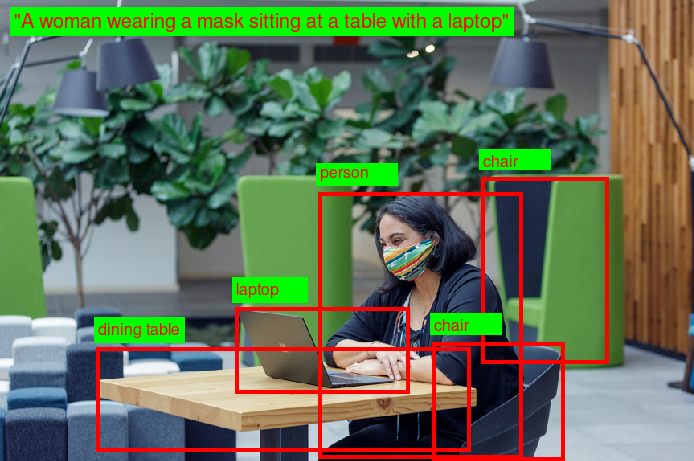 "A woman wearing a mask sitting at a table with a laptop"
person
chair
laptop
chair
dining table